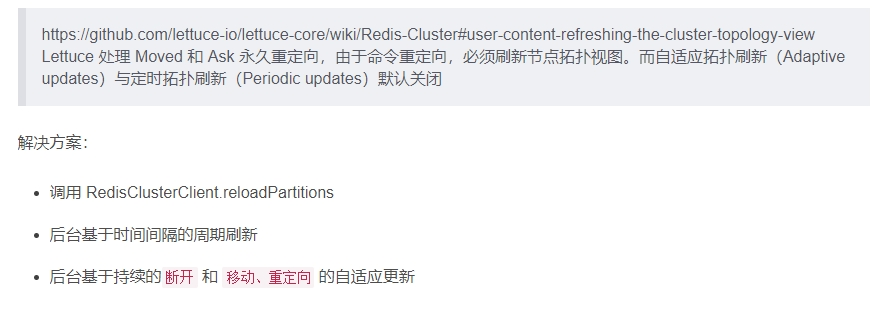 https://github.com/lettuce-io/lettuce-core/wiki/Redis-Cluster#user-content-refreshing-the-cluster-topology-view
Lettuce 处理 Moved 和 Ask 永久重定向，由于命令重定向，必须刷新节点拓扑视图。而自适应拓扑刷新（Adaptive
updates）与定时拓扑刷新（Periodic updates）默认关闭
解决方案：
• 调用 RedisClusterClient.reloadPartitions
• 后台基于时间间隔的周期刷新
• 后台基于持续的 断开 和 移动、重定向 的自适应更新